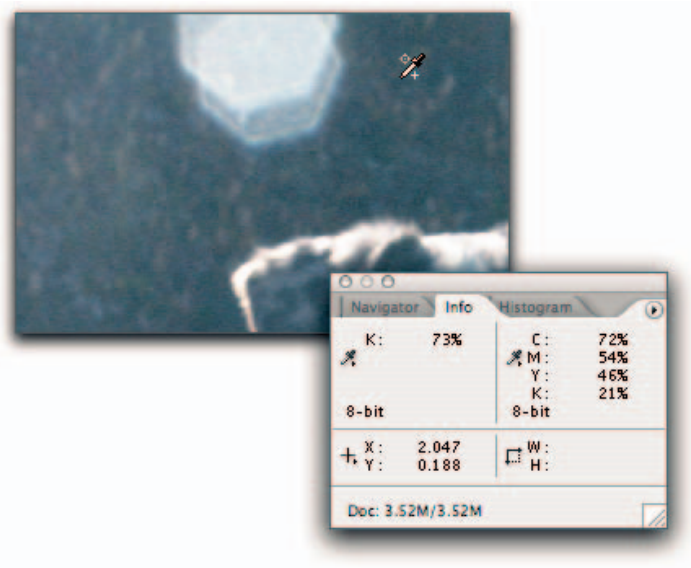 Navigator Info Histogram
K: 73%
C: 72%
M: 54%
Y: 46%
K: 21%
8-bit 8-bit
X: 2.047
Y: 0.188
W:
H:
Doc: 3.52M/3.52M